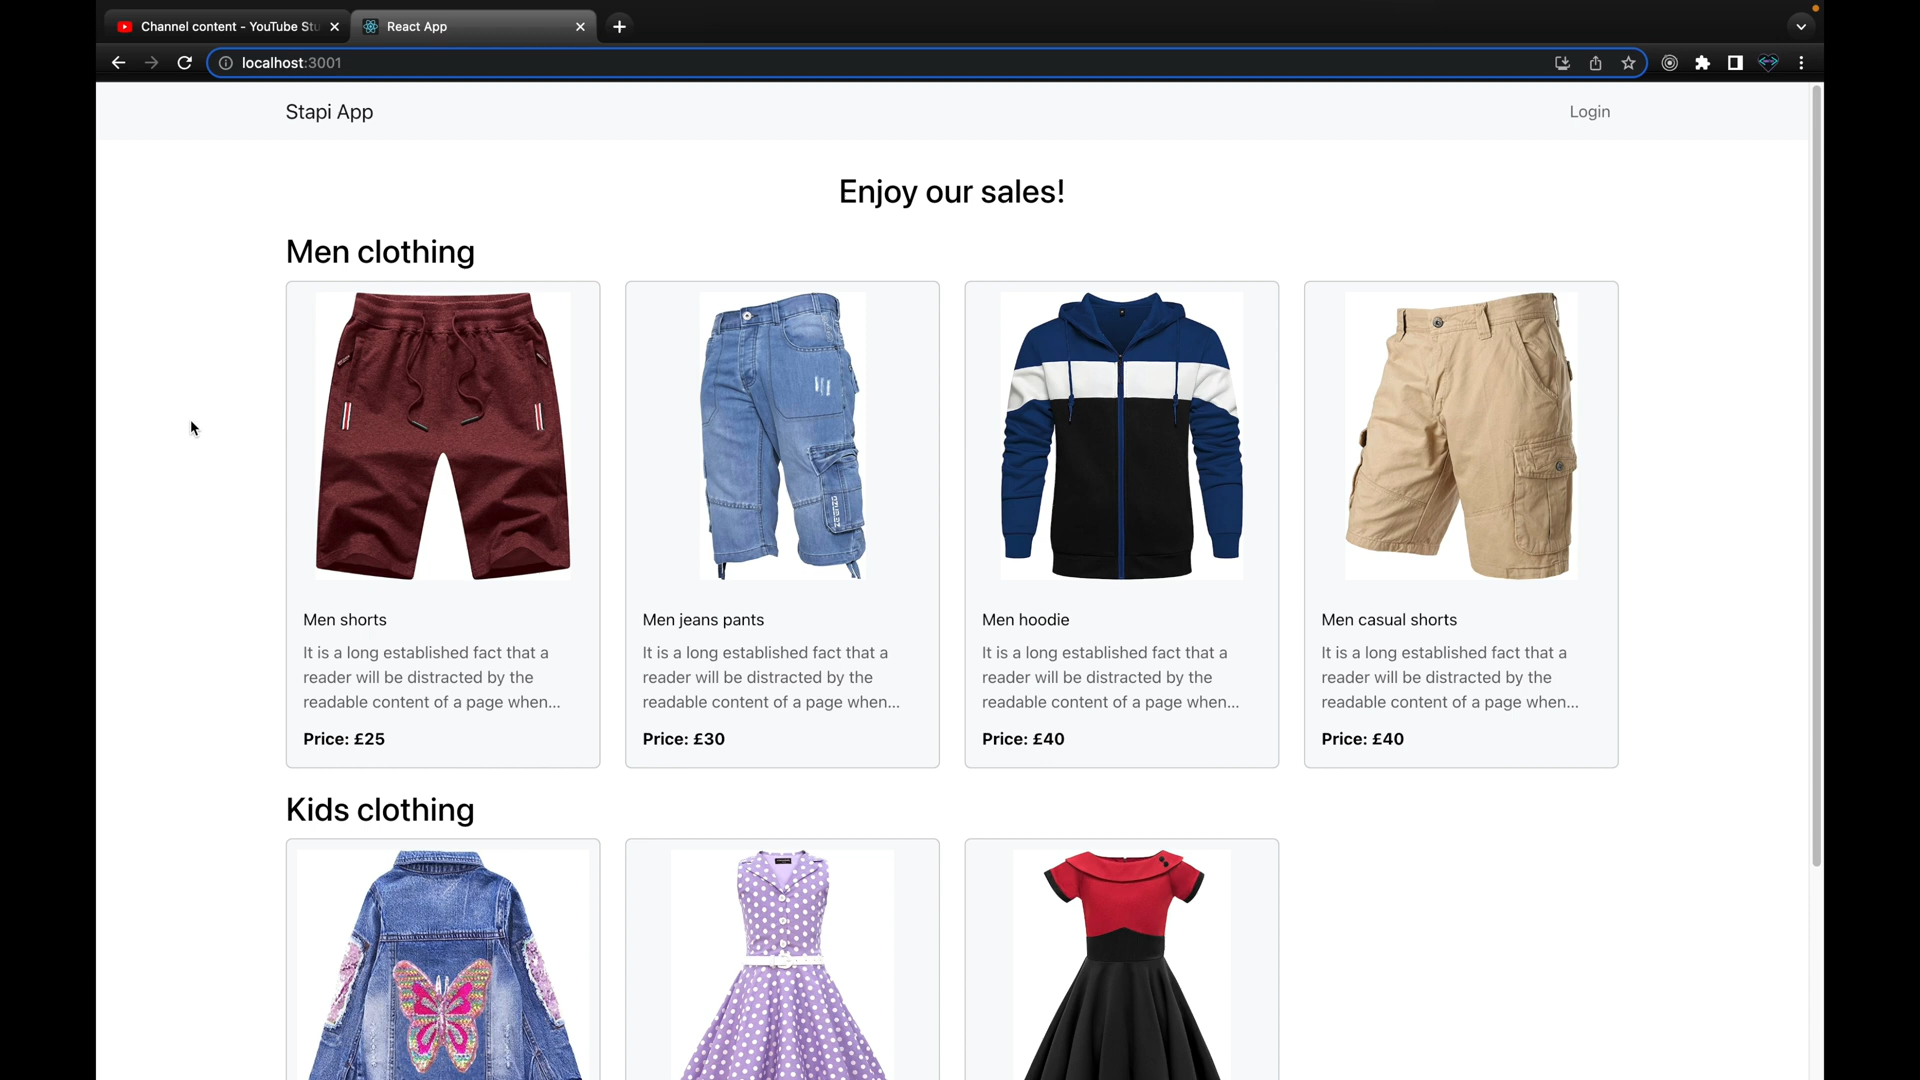 Channel content - YouTube Stu
React App
localhost:3001
Stapi App
Login
Enjoy our sales!
Men clothing
Men shorts
It is a long established fact that a
reader will be distracted by the
readable content of a page when...
Price: £25
Men jeans pants
It is a long established fact that a
reader will be distracted by the
readable content of a page when...
Price: £30
Men hoodie
It is a long established fact that a
reader will be distracted by the
readable content of a page when...
Price: £40
Men casual shorts
It is a long established fact that a
reader will be distracted by the
readable content of a page when...
Price: £40
Kids clothing